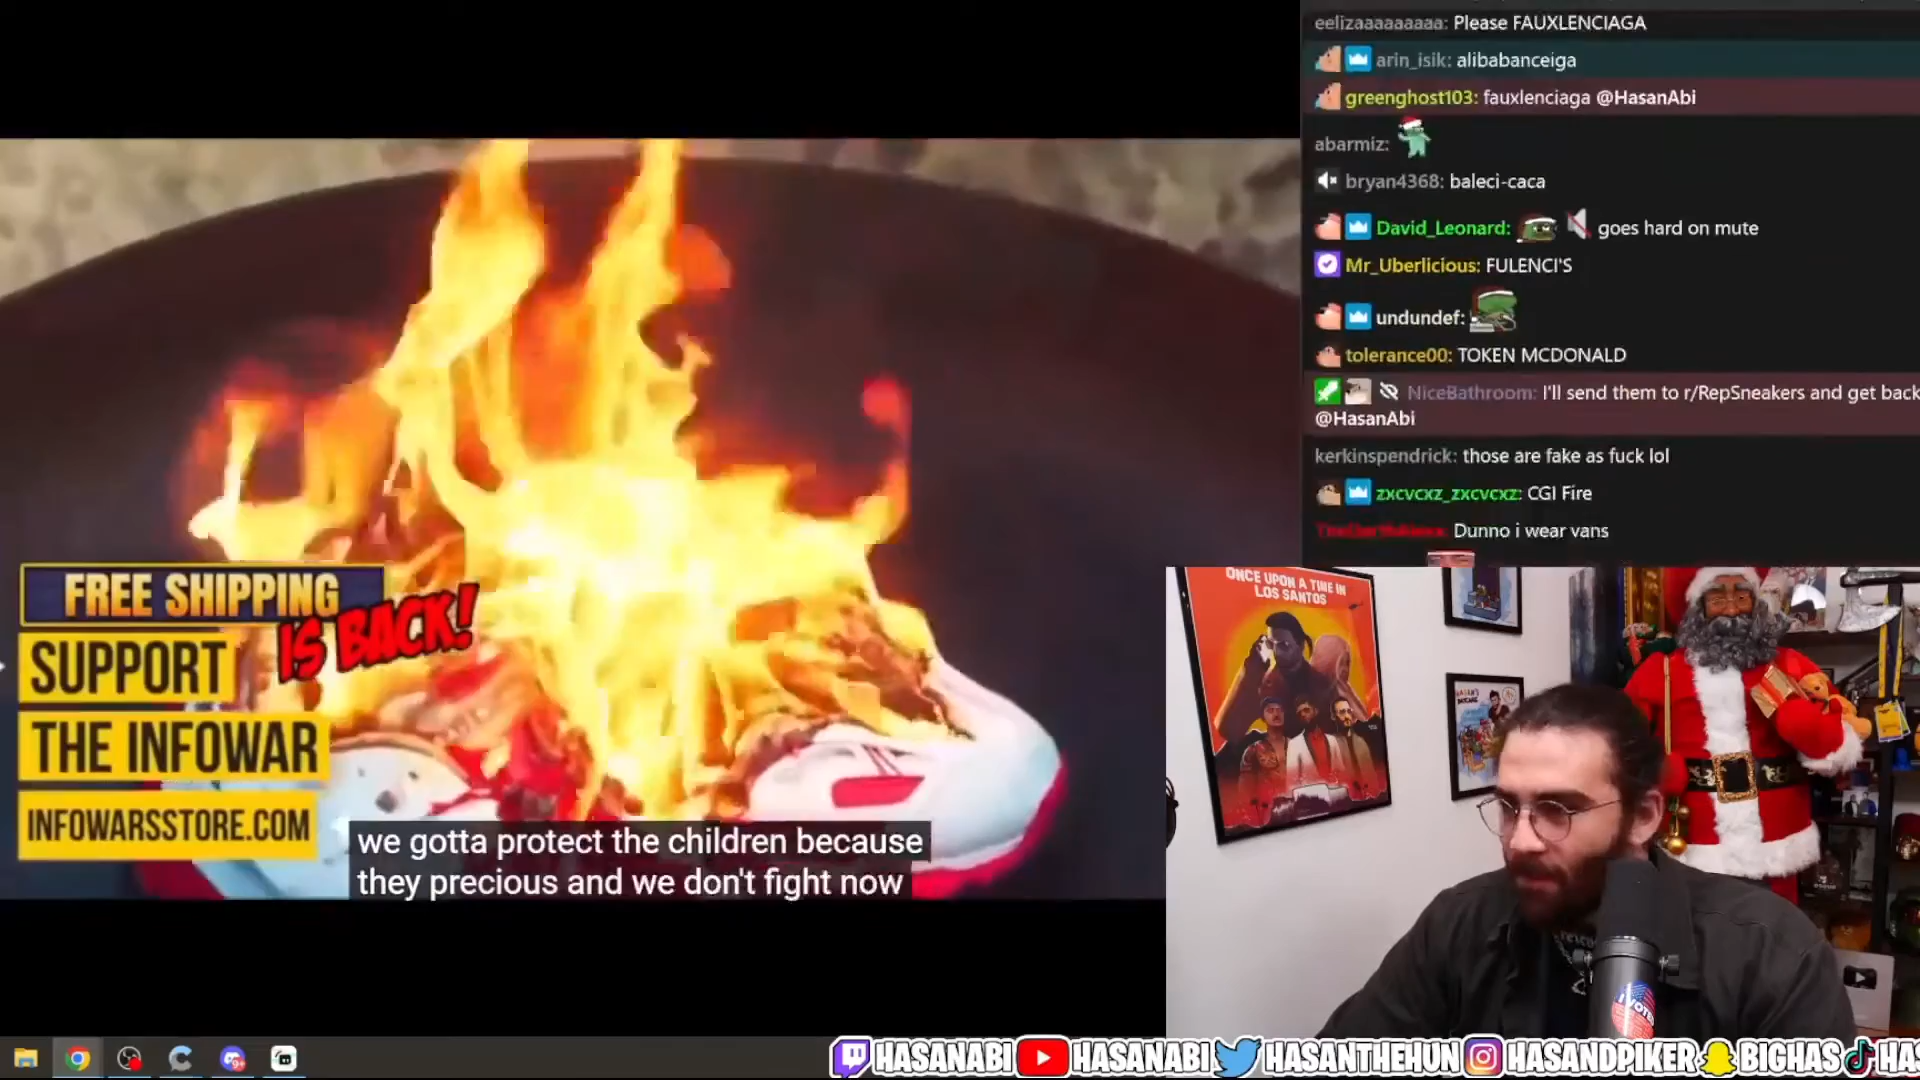 eelizaaaaaaaaa: Please FAUXLENCIAGA
arin_isik: alibabanceiga
greenghost103: fauxlenciaga @HasanAbi
abarmiz:
bryan4368: baleci-caca
David_Leonard: goes hard on mute
Mr_Uberlicious: FULENCI'S
undundef:
tolerance00: TOKEN MCDONALD
NiceBathroom: I'll send them to r/RepSneakers and get back
@HasanAbi
kerkinspendrick: those are fake as fuck lol
zxcvcxz_zxcvcxz: CGI Fire
Dunno i wear vans
FREE SHIPPING
IS BACK!
SUPPORT
THE INFOWAR
INFOWARSSTORE.COM
we gotta protect the children because
they precious and we don't fight now
ONCE UPON A TIME IN
LOS SANTOS
HASANABI HASANABI HASANTHEHUN HASANDPIKER BIGHAS HAS